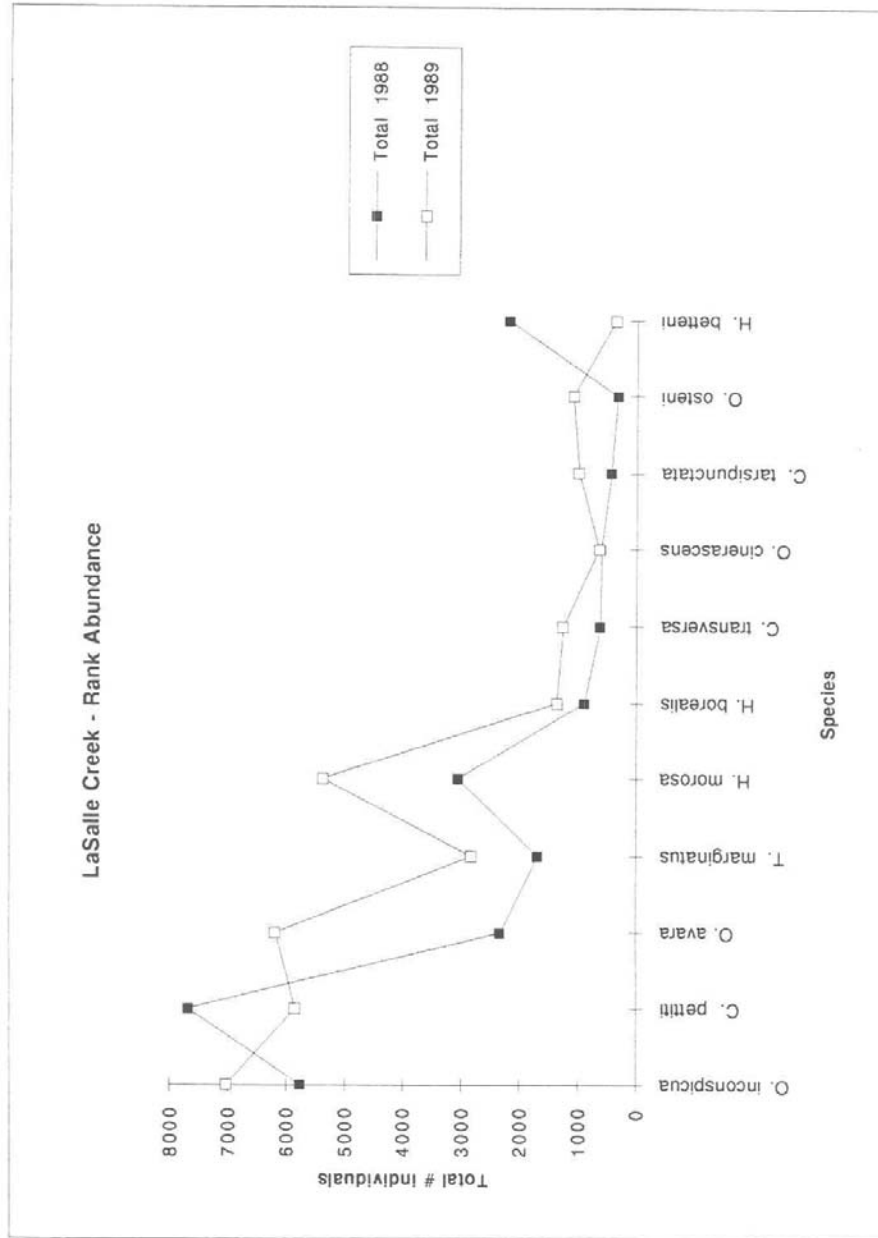 LaSalle Creek - Rank Abundance
Total 1988
Total 1989
Total # individuals
8000
7000
6000
5000
4000
3000
2000
1000
0
O. inconspicua
C. pettiti
O. avara
T. marginatus
H. morosa
H. borealis
C. transversa
O. cinerascens
C. tarsipunctata
O. osteni
H. betteni
Species